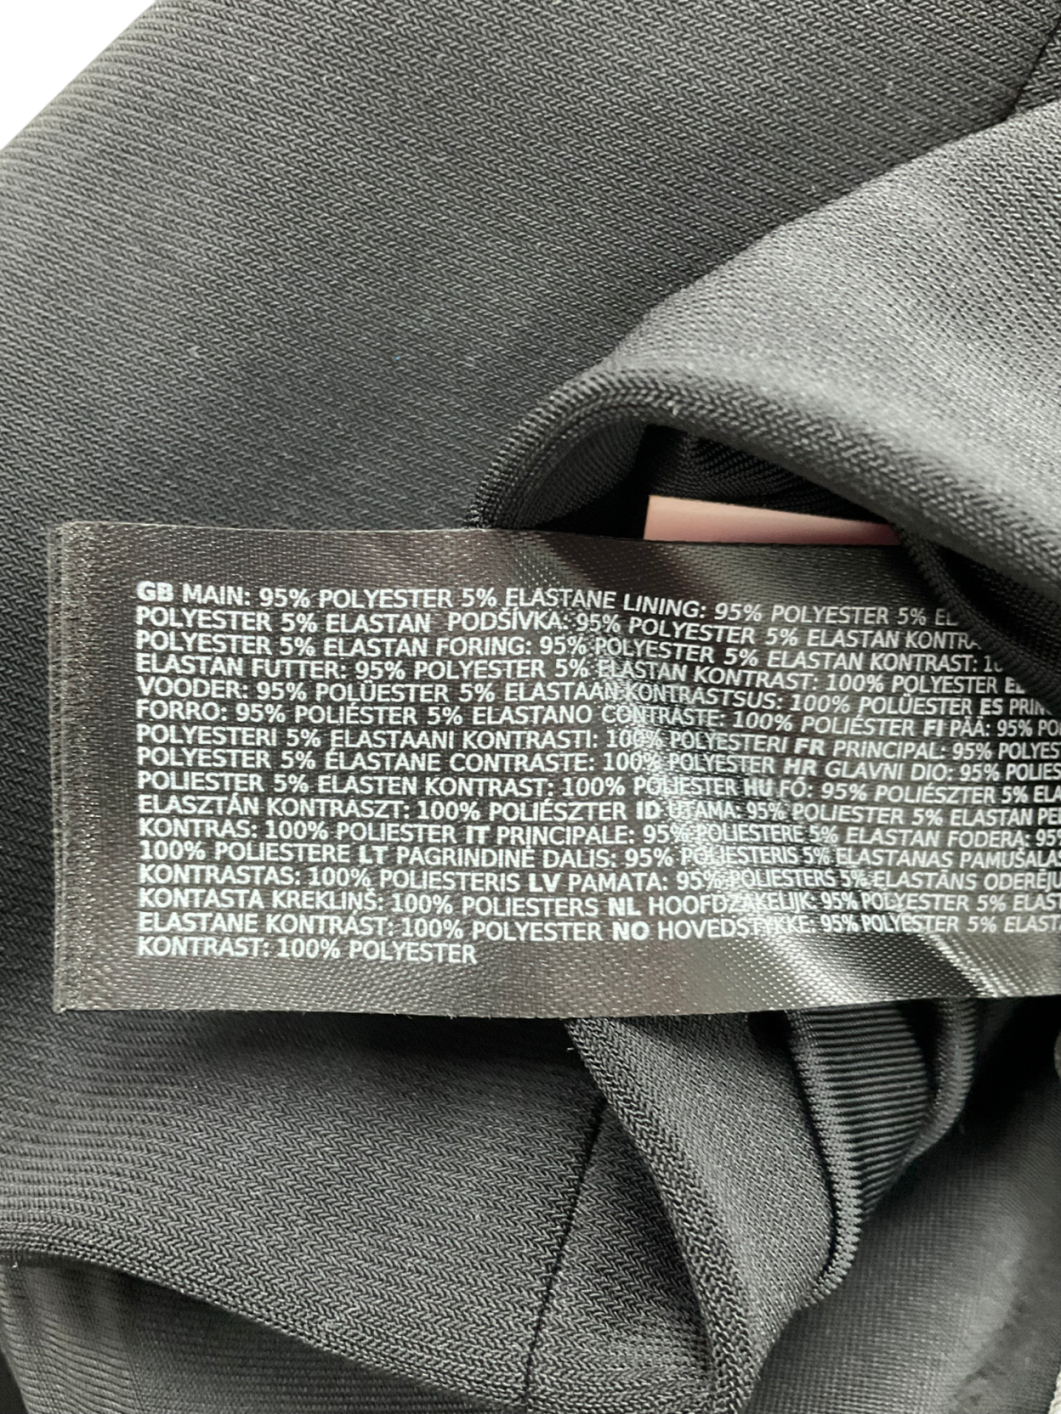 GB MAIN: 95% POLYESTER 5% ELASTANE LINING: 95% POLYESTER 5%
POLYESTER 5% ELASTAN PODŠÍVKA: 95% POLYESTER 5% ELASTAN
POLYESTER 5% ELASTAN FORING: 95% POLYESTER 5% ELASTAN KONTRAST:
ELASTAN FUTTER: 95% POLYESTER 5% ELASTAN KONTRAST: 100% POLYESTER
VOODER: 95% POLÜESTER 5% ELASTAAN KONTRASTSUS: 100% POLÜESTER ES
FORRO: 95% POLIÉSTER 5% ELASTANO CONTRASTE: 100% POLIÉSTER FI PÄÄ: 95%
POLYESTERI 5% ELASTAANI KONTRASTI: 100% POLYESTERI FR PRINCIPAL: 95%
POLYESTER 5% ÉLASTANE CONTRASTE: 100% POLYESTER HR GLAVNI DIO: 95%
POLIESTER 5% ELASTEN KONTRAST: 100% POLJESTER HU FŐ: 95% POLIÉSZTER 5%
ELASZTÁN KONTRASZT: 100% POLIÉSZTER ID UTAMA: 95% POLIESTER 5% ELASTAN
KONTRAS: 100% POLIESTER IT PRINCIPALE: 95% POLIESTERE 5% ELASTAN FODERA: 95%
100% POLIESTERE LT PAGRINDINĖ DALIS: 95% POLIESTERIS 5% ELASTANAS
KONTRASTAS: 100% POLIESTERIS LV PAMATA: 95% POLIESTERS 5% ELASTĀNS
KONTASTA KREKLIŅŠ: 100% POLIESTERS NL HOOFDZAKELIJK: 95% POLYESTER 5%
ELASTANE KONTRAST: 100% POLYESTER NO HOVEDSTYKKE: 95% POLYESTER 5%
KONTRAST: 100% POLYESTER